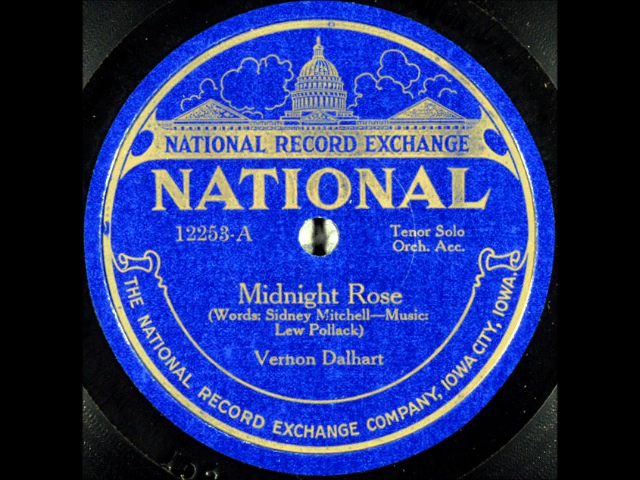 NATIONAL RECORD EXCHANGE
NATIONAL
12253-A
Tenor Solo
Orch. Acc.
Midnight Rose
(Words: Sidney Mitchell—Music:
Lew Pollack)
Vernon Dalhart
THE NATIONAL RECORD EXCHANGE COMPANY, IOWA CITY, IOWA.